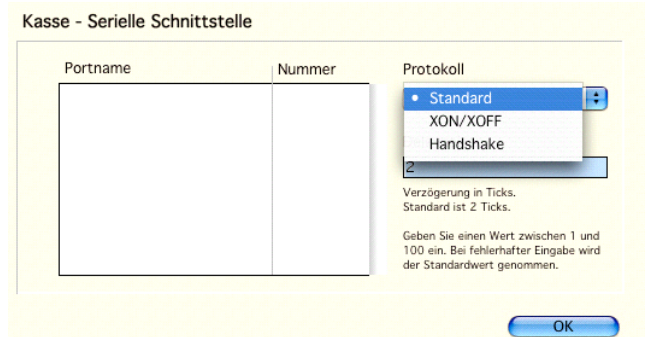 Kasse - Serielle Schnittstelle
Portname Nummer Protokoll
• Standard
XON/XOFF
Handshake
2
Verzögerung in Ticks.
Standard ist 2 Ticks.
Geben Sie einen Wert zwischen 1 und
100 ein. Bei fehlerhafter Eingabe wird
der Standardwert genommen.
OK